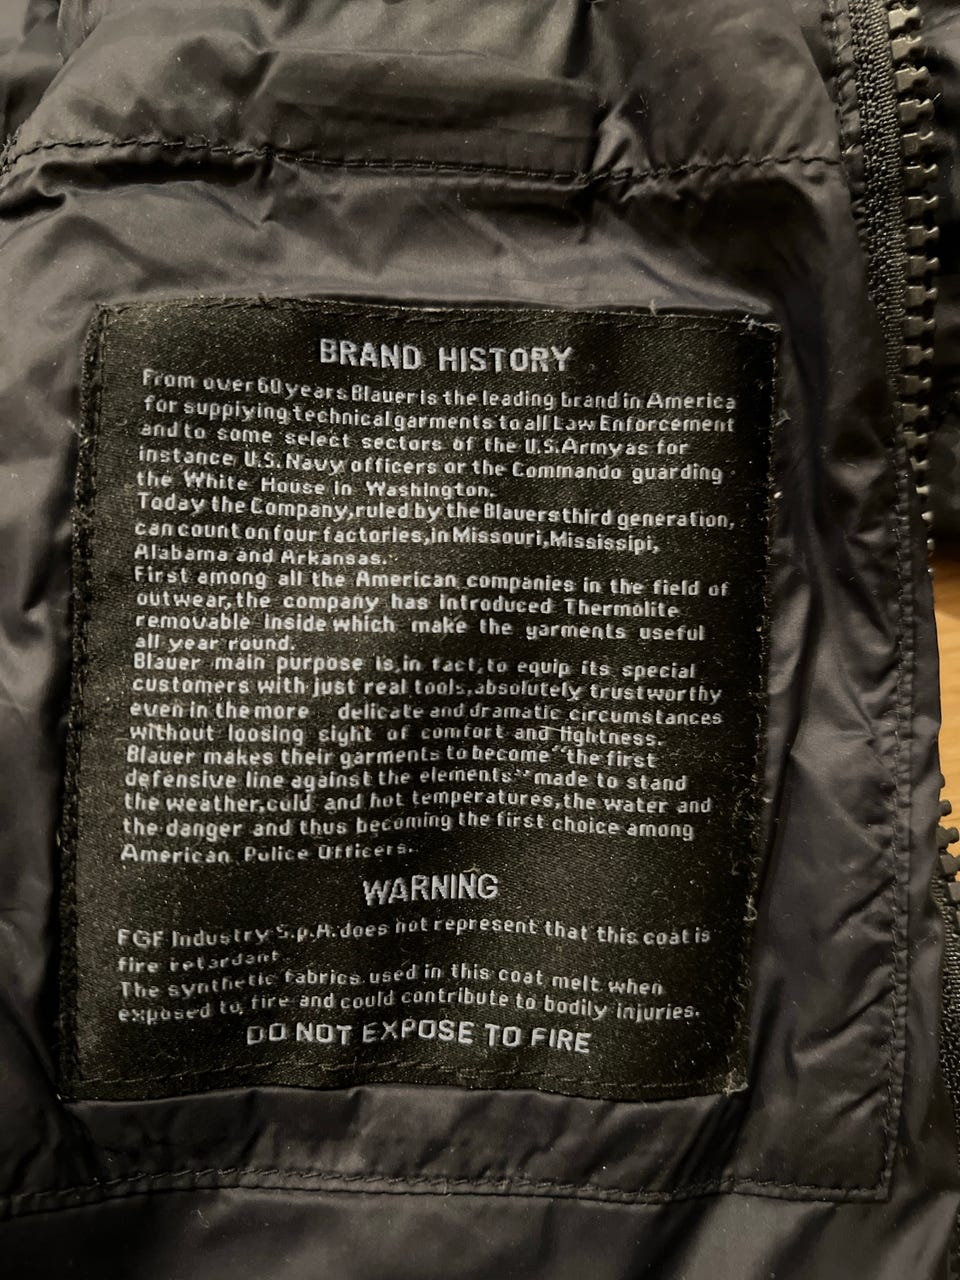 BRAND HISTORY
From over 60 years Blauer is the leading brand in America
for supplying technical garments to all Law Enforcement
and to some select sectors of the U.S. Army as for
instance U.S. Navy officers or the Commando guarding
the White House in Washington.
Today the Company, ruled by the Blauers third generation,
can count on four factories, in Missouri, Mississipi,
Alabama and Arkansas.
First among all the American companies in the field of
outwear, the company has introduced Thermolite
removable inside which make the garments useful
all year round.
Blauer main purpose is, in fact, to equip its special
customers with just real tools, absolutely trustworthy
even in the more delicate and dramatic circumstances
without loosing sight of comfort and lightness.
Blauer makes their garments to become "the first
defensive line against the elements" made to stand
the weather, cold and hot temperatures, the water and
the danger and thus becoming the first choice among
American Police Officers.
WARNING
FGF Industry S.p.A. does not represent that this coat is
fire retardant.
The synthetic fabrics used in this coat melt when
exposed to, fire and could contribute to bodily injuries.
DO NOT EXPOSE TO FIRE